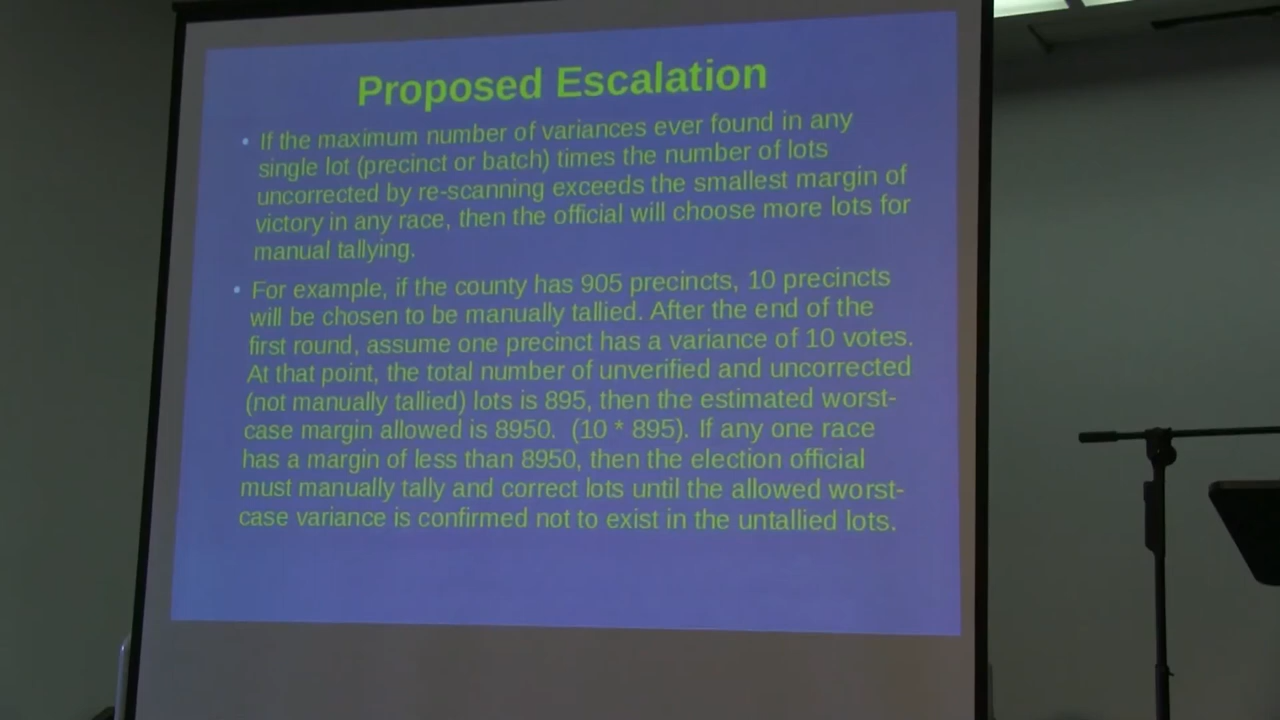 Proposed Escalation
• If the maximum number of variances ever found in any
single lot (precinct or batch) times the number of lots
uncorrected by re-scanning exceeds the smallest margin of
victory in any race, then the official will choose more lots for
manual tallying.
• For example, if the county has 905 precincts, 10 precincts
will be chosen to be manually tallied. After the end of the
first round, assume one precinct has a variance of 10 votes.
At that point, the total number of unverified and uncorrected
(not manually tallied) lots is 895, then the estimated worst-
case margin allowed is 8950.  (10 * 895). If any one race
has a margin of less than 8950, then the election official
must manually tally and correct lots until the allowed worst-
case variance is confirmed not to exist in the untallied lots.